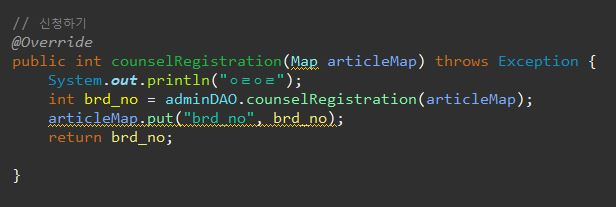 // 신청하기
@Override
public int counselRegistration(Map articleMap) throws Exception {
System.out.println("ㅇㄹㅇㄹ");
int brd_no = adminDAO.counselRegistration(articleMap);
articleMap.put("brd_no", brd_no);
return brd_no;
}